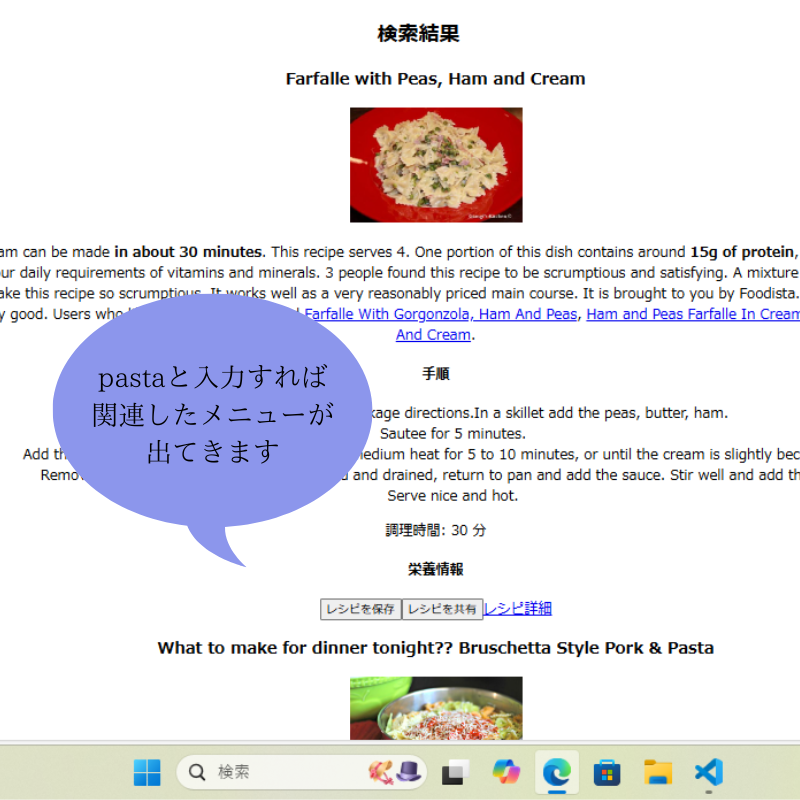 検索結果
Farfalle with Peas, Ham and Cream
am can be made in about 30 minutes. This recipe serves 4. One portion of this dish contains around 15g of protein,
ur daily requirements of vitamins and minerals. 3 people found this recipe to be scrumptious and satisfying. A mixture
ake this recipe so scrumptious. It works well as a very reasonably priced main course. It is brought to you by Foodista.
y good. Users who Farfalle With Gorgonzola, Ham And Peas, Ham and Peas Farfalle In Cream
And Cream.
手順
pastaと入力すれば
関連したメニューが
出てきます
kage directions.In a skillet add the peas, butter, ham.
Sautee for 5 minutes.
Add th edium heat for 5 to 10 minutes, or until the cream is slightly bec
Remov and drained, return to pan and add the sauce. Stir well and add th
Serve nice and hot.
調理時間: 30 分
栄養情報
レシピを保存 レシピを共有 レシピ詳細
What to make for dinner tonight?? Bruschetta Style Pork & Pasta
検索